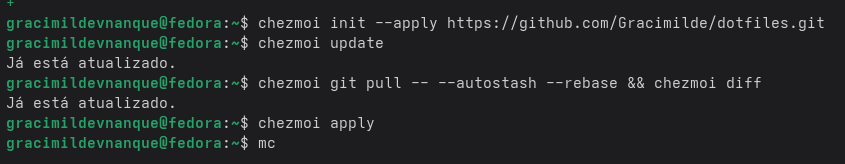 +
gracimildevnanque@fedora:~$ chezmoi init --apply https://github.com/Gracimilde/dotfiles.git
gracimildevnanque@fedora:~$ chezmoi update
Já está atualizado.
gracimildevnanque@fedora:~$ chezmoi git pull -- --autostash --rebase && chezmoi diff
Já está atualizado.
gracimildevnanque@fedora:~$ chezmoi apply
gracimildevnanque@fedora:~$ mc